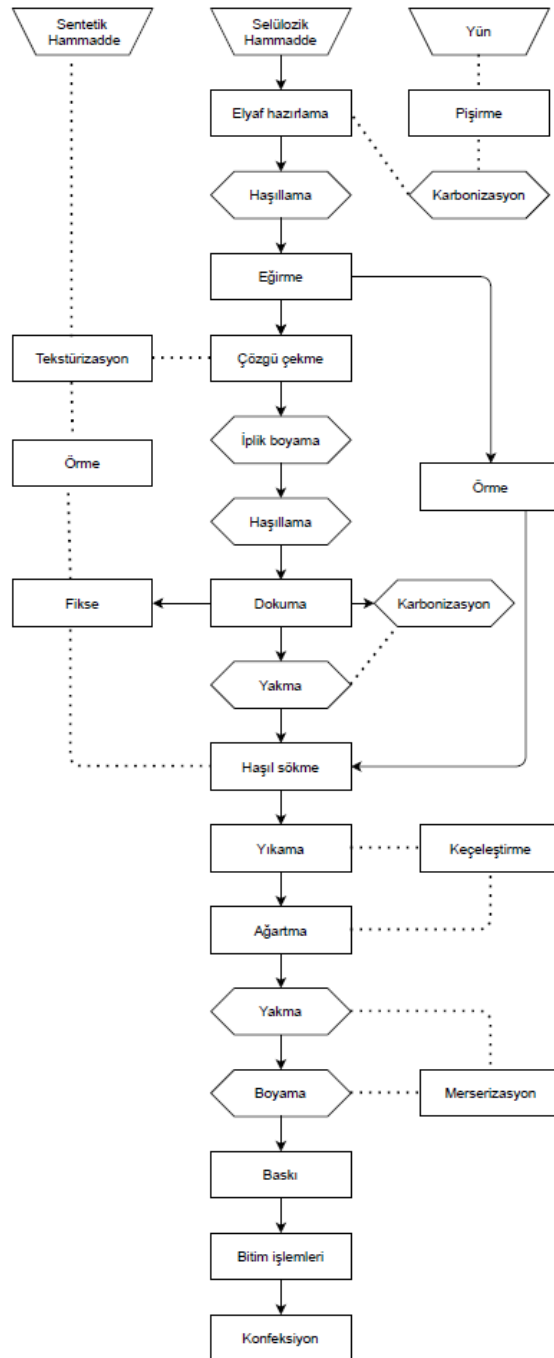 Sentetik
Hammadde
Selülozik
Hammadde
Yün
Elyaf hazırlama
Pişirme
Haşıllama
Karbonizasyon
Eğirme
Tekstürizasyon
Çözgü çekme
İplik boyama
Örme
Örme
Haşıllama
Fikse
Dokuma
Karbonizasyon
Yakma
Haşıl sökme
Yıkama
Keçeleştirme
Ağartma
Yakma
Boyama
Merserizasyon
Baskı
Bitim işlemleri
Konfeksiyon